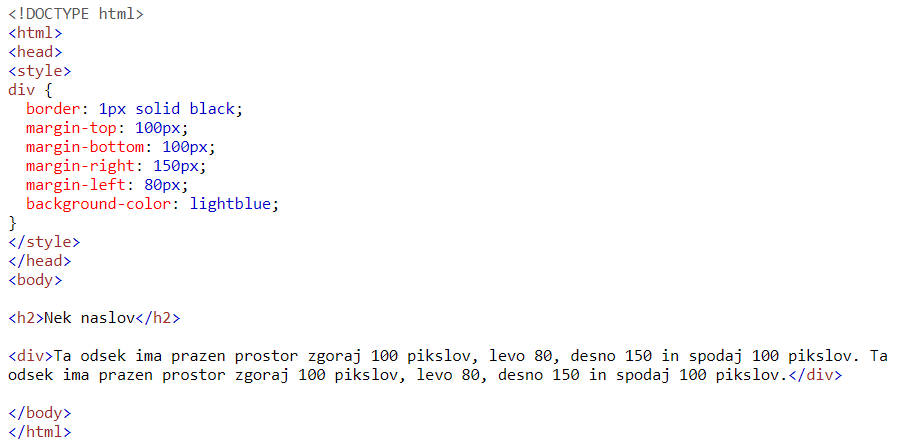 <!DOCTYPE html>
<html>
<head>
<style>
div {
  border: 1px solid black;
  margin-top: 100px;
  margin-bottom: 100px;
  margin-right: 150px;
  margin-left: 80px;
  background-color: lightblue;
}
</style>
</head>
<body>

<h2>Nek naslov</h2>

<div>Ta odsek ima prazen prostor zgoraj 100 pikslov, levo 80, desno 150 in spodaj 100 pikslov. Ta
odsek ima prazen prostor zgoraj 100 pikslov, levo 80, desno 150 in spodaj 100 pikslov.</div>

</body>
</html>